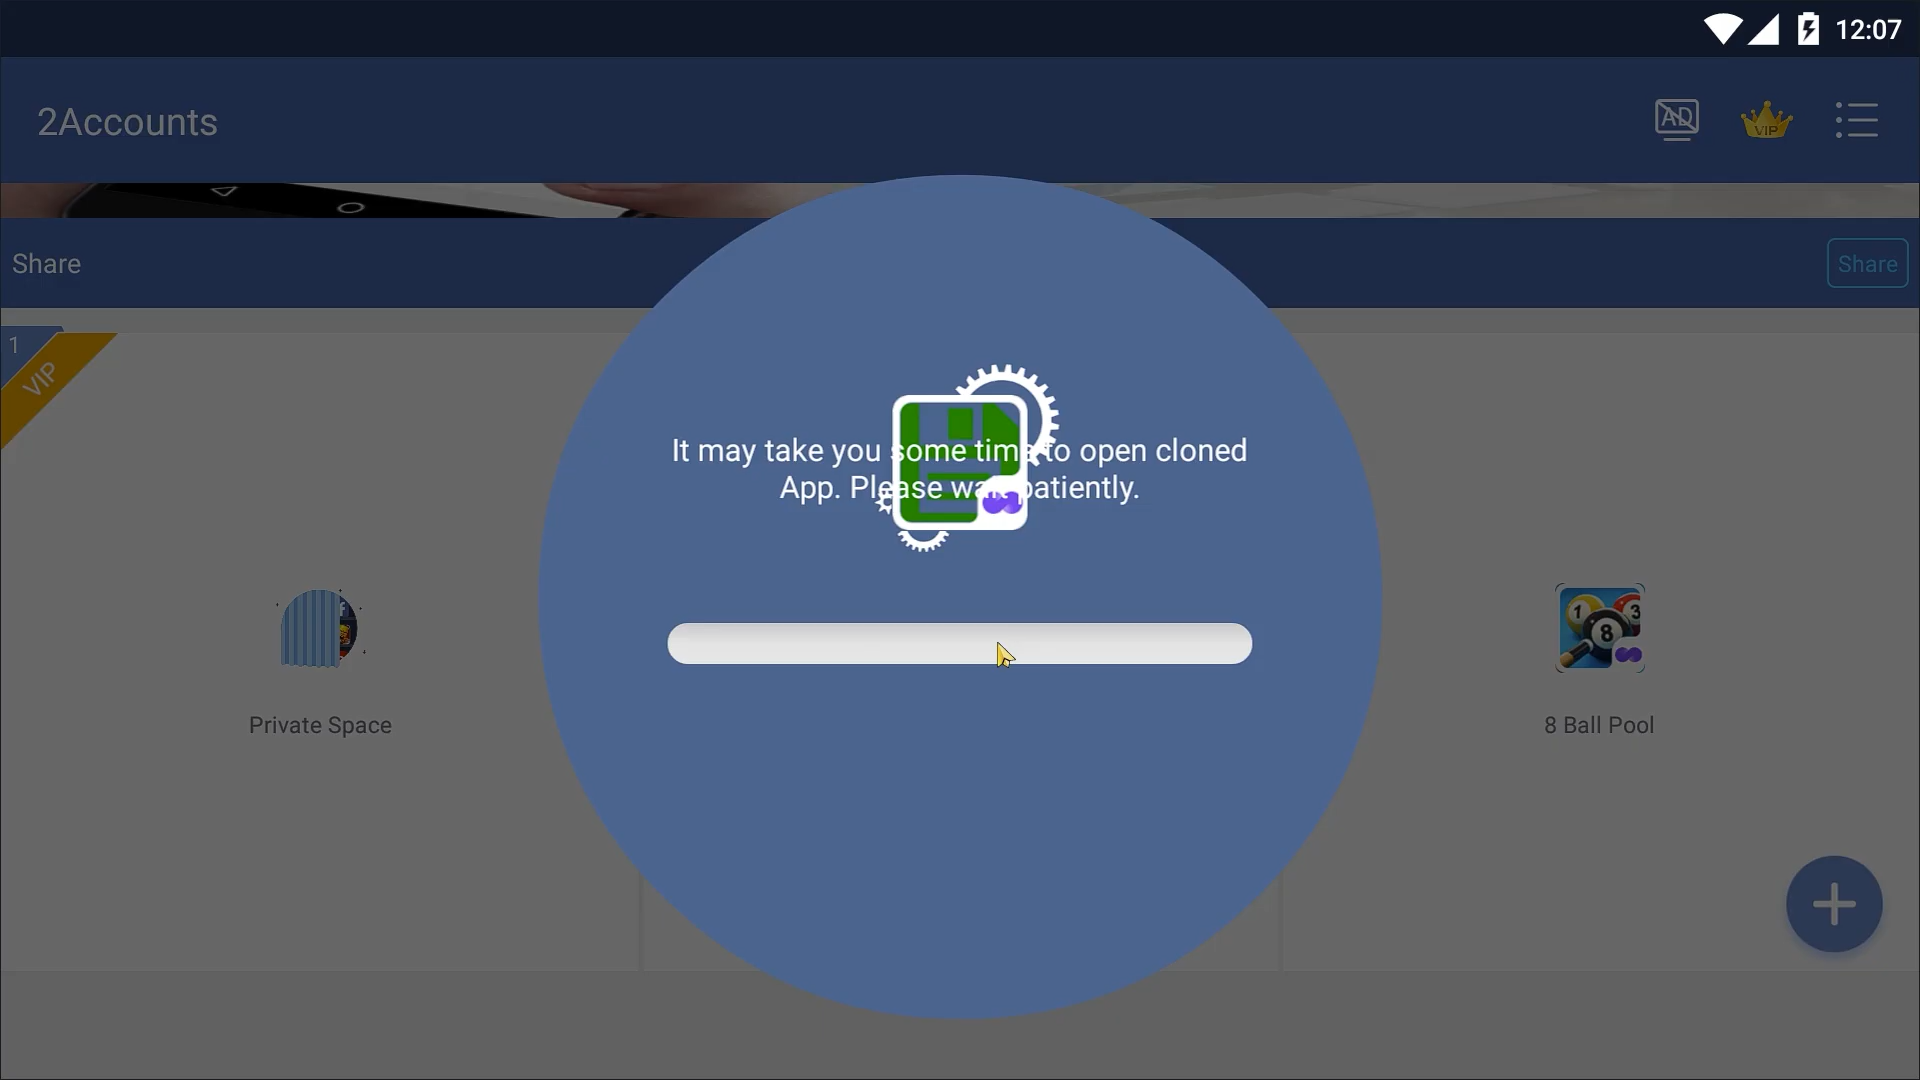 12:07
2Accounts
AD
VIP
Share
Share
1
VIP
It may take you some time to open cloned
App. Please wait patiently.
Private Space
8 Ball Pool